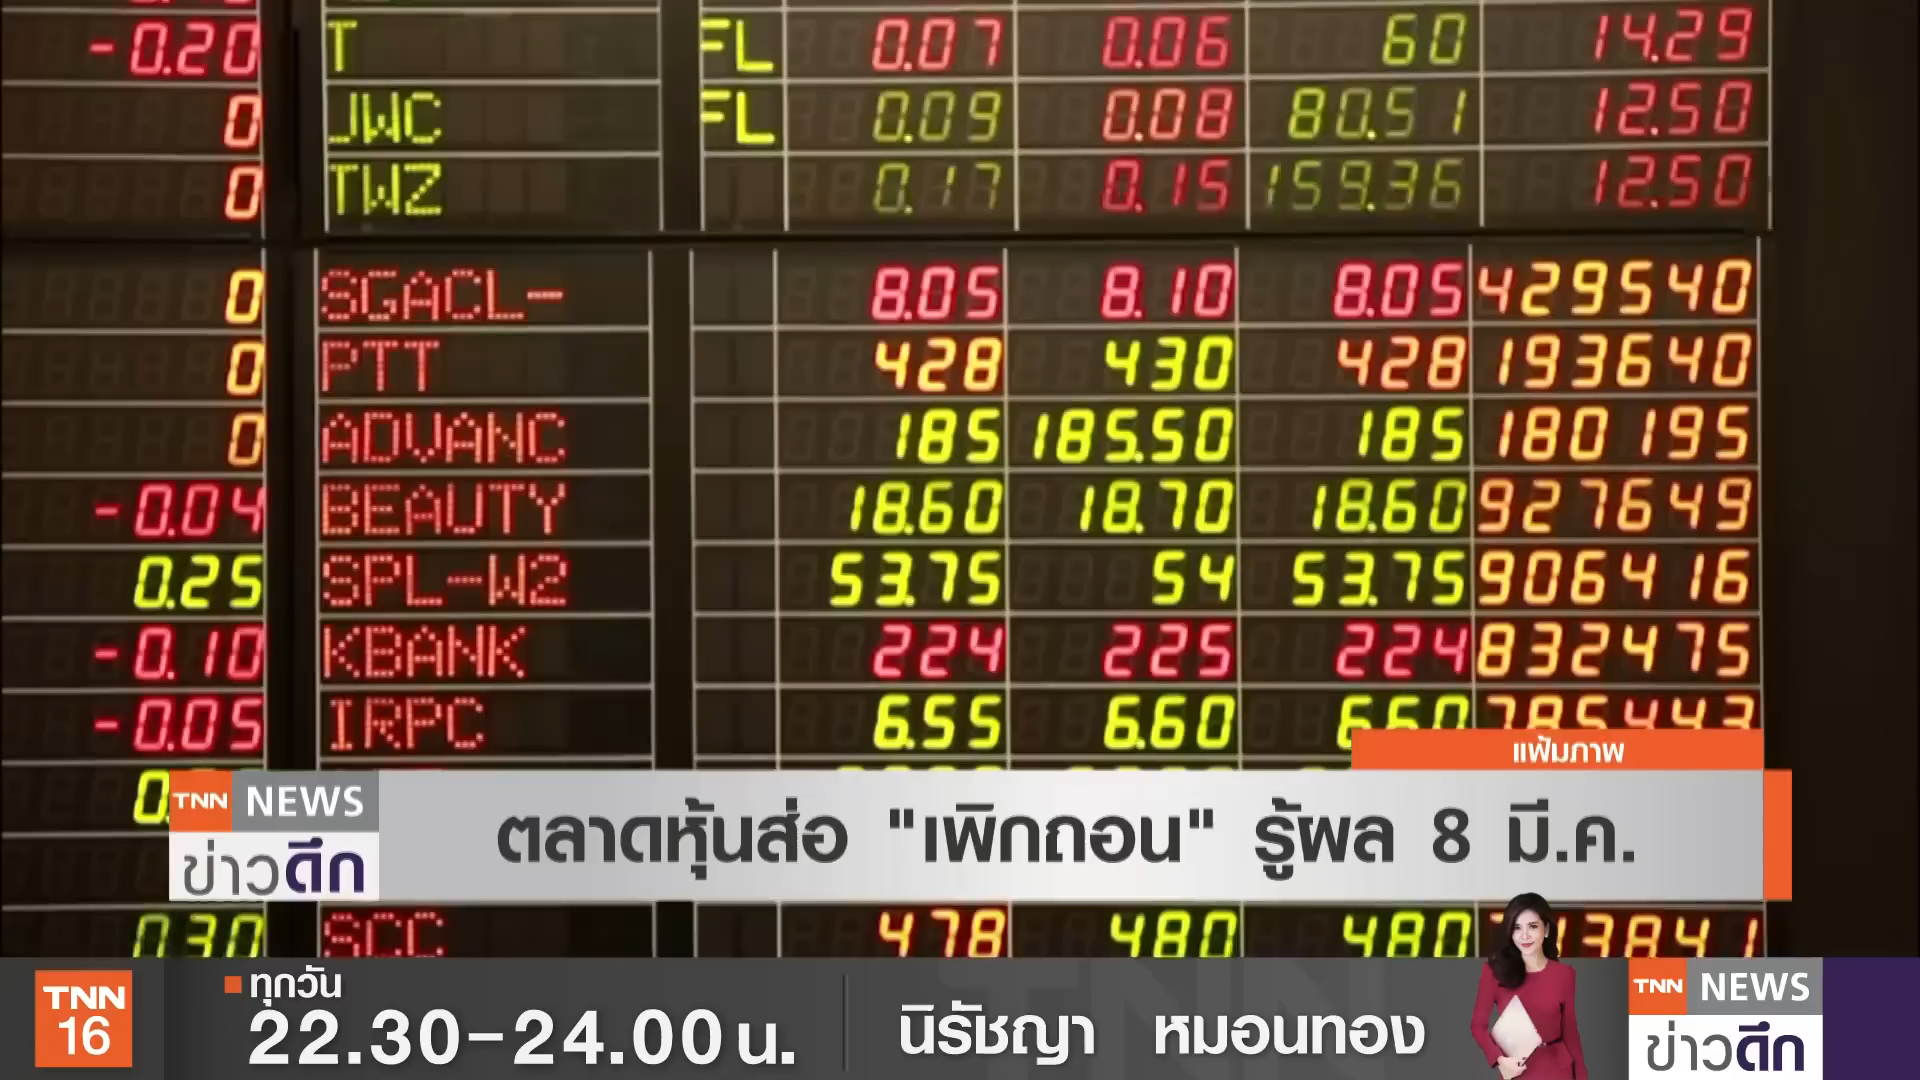 -0.20 T FL 0.07 0.06 60 14.29
0 JWC FL 0.09 0.08 80.51 12.50
0 TWZ 0.17 0.15 159.36 12.50
0 SGACL- 8.05 8.10 8.05 429540
0 PTT 428 430 428 193640
0 ADVANC 185 185.50 185 180195
-0.04 BEAUTY 18.60 18.70 18.60 927649
0.25 SPL-W2 53.75 54 53.75 906416
-0.10 KBANK 224 225 224 832475
-0.05 IRPC 6.55 6.60 6.60 785443
แฟ้มภาพ
TNN NEWS
ข่าวดึก
ตลาดหุ้นส่อ "เพิกถอน" รู้ผล 8 มี.ค.
0.30 SCC 478 480 480 713841
TNN
16
ทุกวัน
22.30-24.00 น.
นิรัชญา หมอนทอง
TNN NEWS
ข่าวดึก